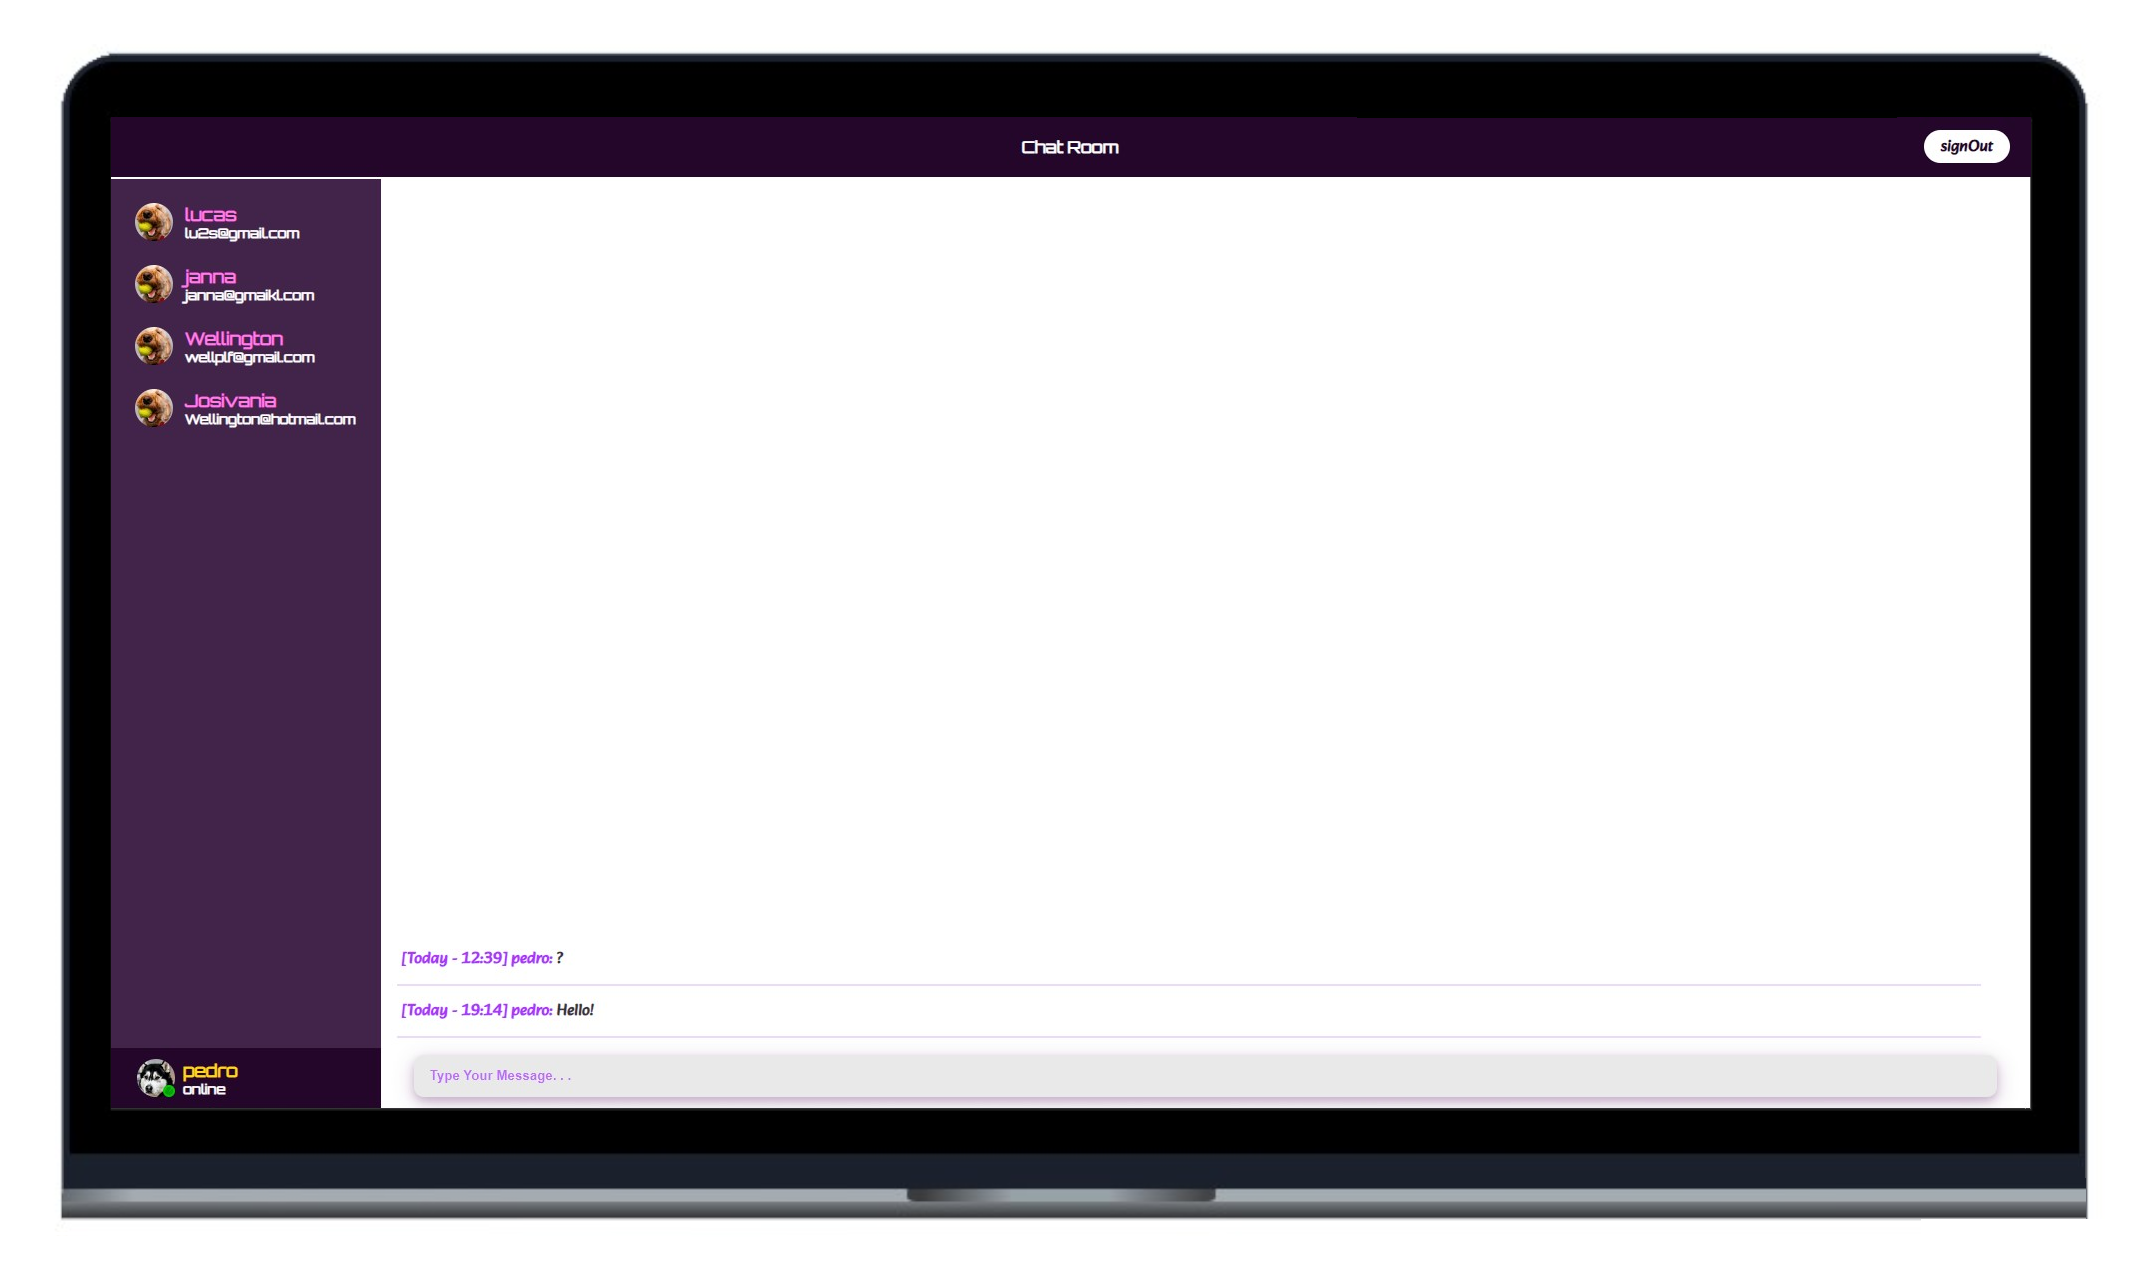 Chat Room
signOut
lucas
lu2s@gmail.com
janna
janna@gmaikl.com
Wellington
wellplf@gmail.com
Josivania
Wellington@hotmail.com
[Today - 12:39] pedro: ?
[Today - 19:14] pedro: Hello!
pedro
online
Type Your Message. . .